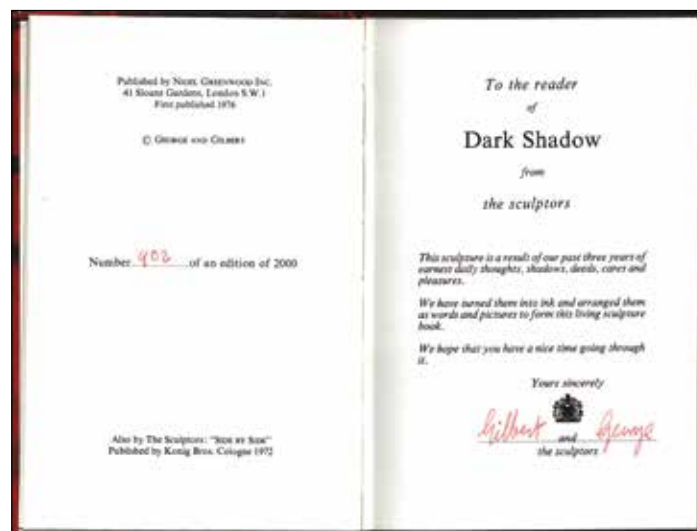 Published by NIGEL GREENWOOD INC.
41 Sloane Gardens, London S.W.1
First published 1976
© GEORGE AND GILBERT
Number 902 of an edition of 2000
Also by The Sculptors: "SIDE BY SIDE"
Published by Konig Bros. Cologne 1972
To the reader
of
Dark Shadow
from
the sculptors
This sculpture is a result of our past three years of
earnest daily thoughts, shadows, deeds, cares and
pleasures.
We have turned them into ink and arranged them
as words and pictures to form this living sculpture
book.
We hope that you have a nice time going through
it.
Yours sincerely
Gilbert and George
the sculptors